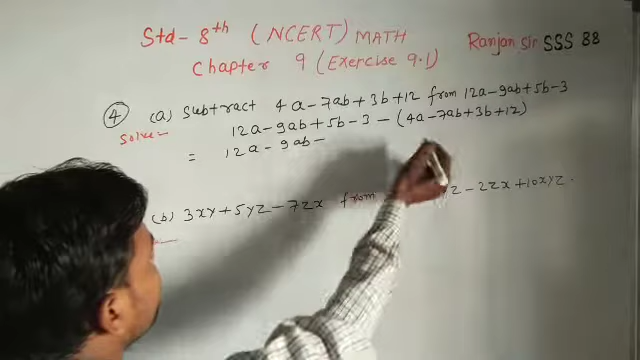 Std - 8th (NCERT) MATH
Chapter 9 (Exercise 9.1)
Ranjan Sir SSS 88
④ (a) Subtract 4a - 7ab + 3b + 12 from 12a - 9ab + 5b - 3
Solve -
12a - 9ab + 5b - 3 - (4a - 7ab + 3b + 12)
= 12a - 9ab -
(b) 3xy + 5yz - 7zx from yz - 2zx + 10xyz.